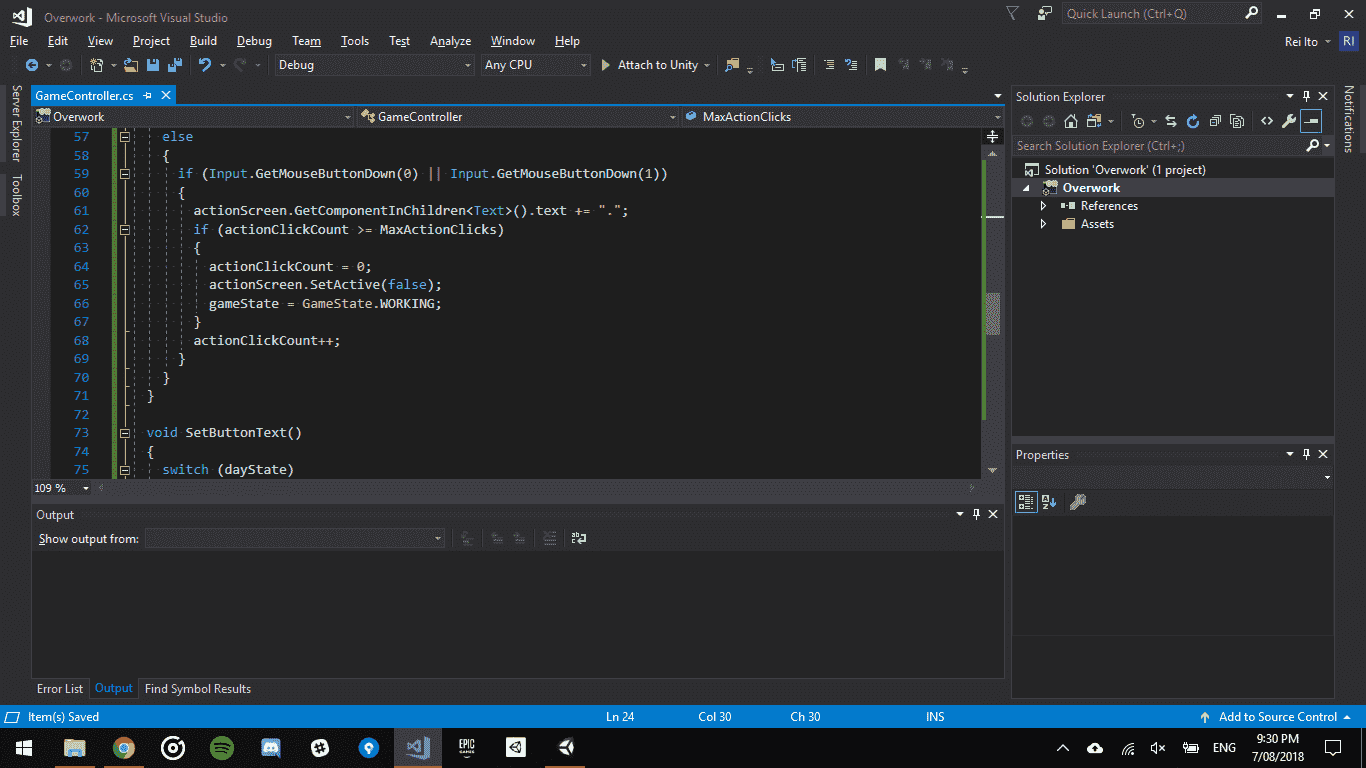 Overwork - Microsoft Visual Studio
Quick Launch (Ctrl+Q)
File Edit View Project Build Debug Team Tools Test Analyze Window Help
Rei Ito RI
Debug Any CPU Attach to Unity
Server Explorer
Toolbox
GameController.cs
Overwork GameController MaxActionClicks
57 else
58 {
59 if (Input.GetMouseButtonDown(0) || Input.GetMouseButtonDown(1))
60 {
61 actionScreen.GetComponentInChildren<Text>().text += ".";
62 if (actionClickCount >= MaxActionClicks)
63 {
64 actionClickCount = 0;
65 actionScreen.SetActive(false);
66 gameState = GameState.WORKING;
67 }
68 actionClickCount++;
69 }
70 }
71 }
72
73 void SetButtonText()
74 {
75 switch (dayState)
109 %
Output
Show output from:
Error List Output Find Symbol Results
Solution Explorer
Search Solution Explorer (Ctrl+;)
Solution 'Overwork' (1 project)
Overwork
References
Assets
Properties
Notifications
Item(s) Saved Ln 24 Col 30 Ch 30 INS Add to Source Control
EPIC GAMES
ENG
9:30 PM
7/08/2018